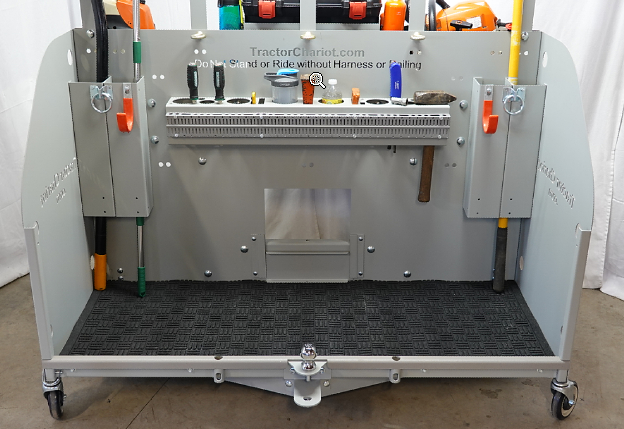 TractorChariot.com
Do Not Stand or Ride without Harness or Railing